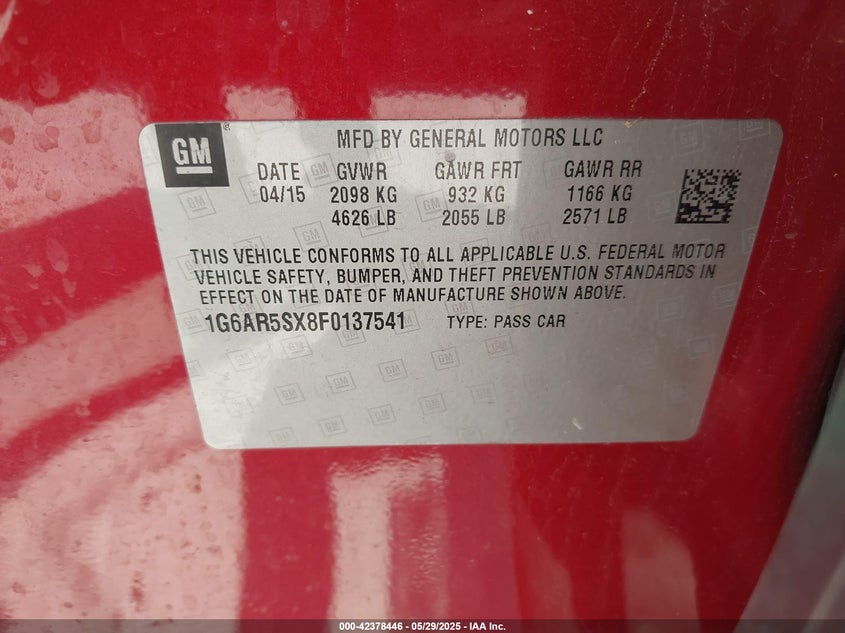 GM
MFD BY GENERAL MOTORS LLC
DATE GVWR GAWR FRT GAWR RR
04/15 2098 KG 932 KG 1166 KG
4626 LB 2055 LB 2571 LB
THIS VEHICLE CONFORMS TO ALL APPLICABLE U.S. FEDERAL MOTOR
VEHICLE SAFETY, BUMPER, AND THEFT PREVENTION STANDARDS IN
EFFECT ON THE DATE OF MANUFACTURE SHOWN ABOVE.
1G6AR5SX8F0137541 TYPE: PASS CAR
000-42378446 — 05/29/2025 — IAA Inc.